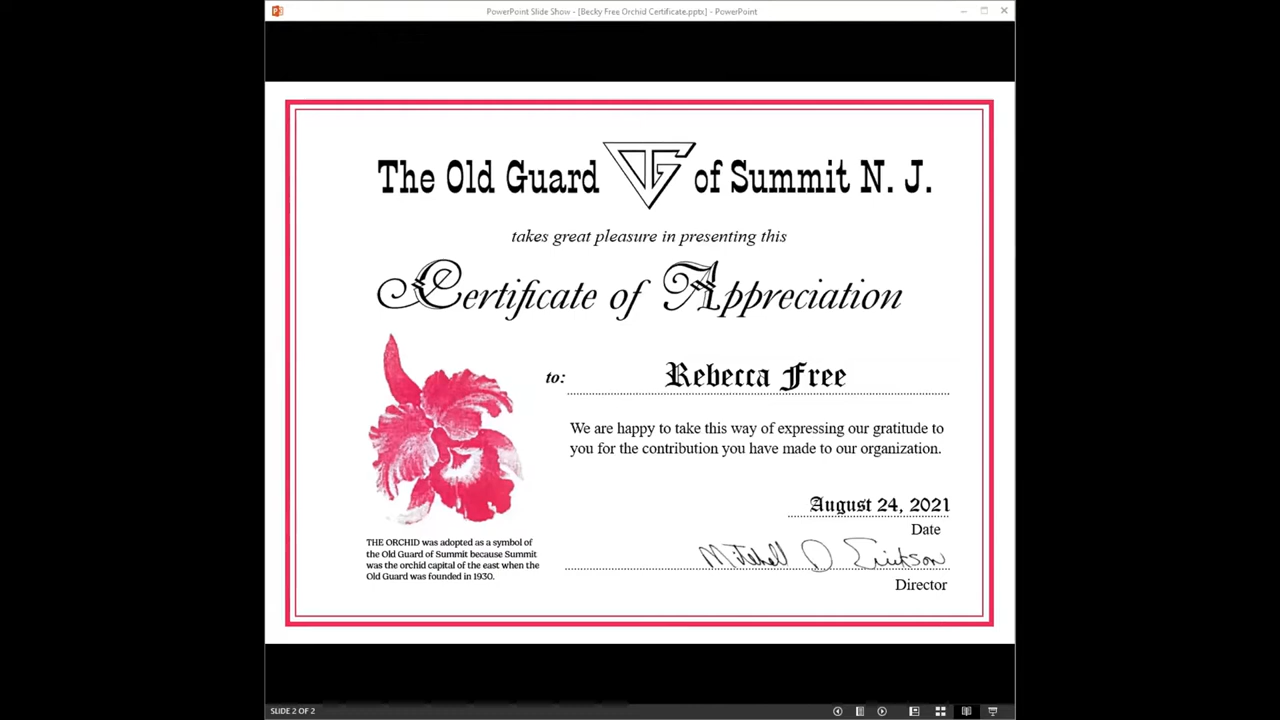 PowerPoint Slide Show - [Becky Free Orchid Certificate.pptx] - PowerPoint
The Old Guard OTG of Summit N. J.
takes great pleasure in presenting this
Certificate of Appreciation
to: Rebecca Free
We are happy to take this way of expressing our gratitude to
you for the contribution you have made to our organization.
August 24, 2021
Date
Mitchell D Erickson
Director
THE ORCHID was adopted as a symbol of
the Old Guard of Summit because Summit
was the orchid capital of the east when the
Old Guard was founded in 1930.
SLIDE 2 OF 2